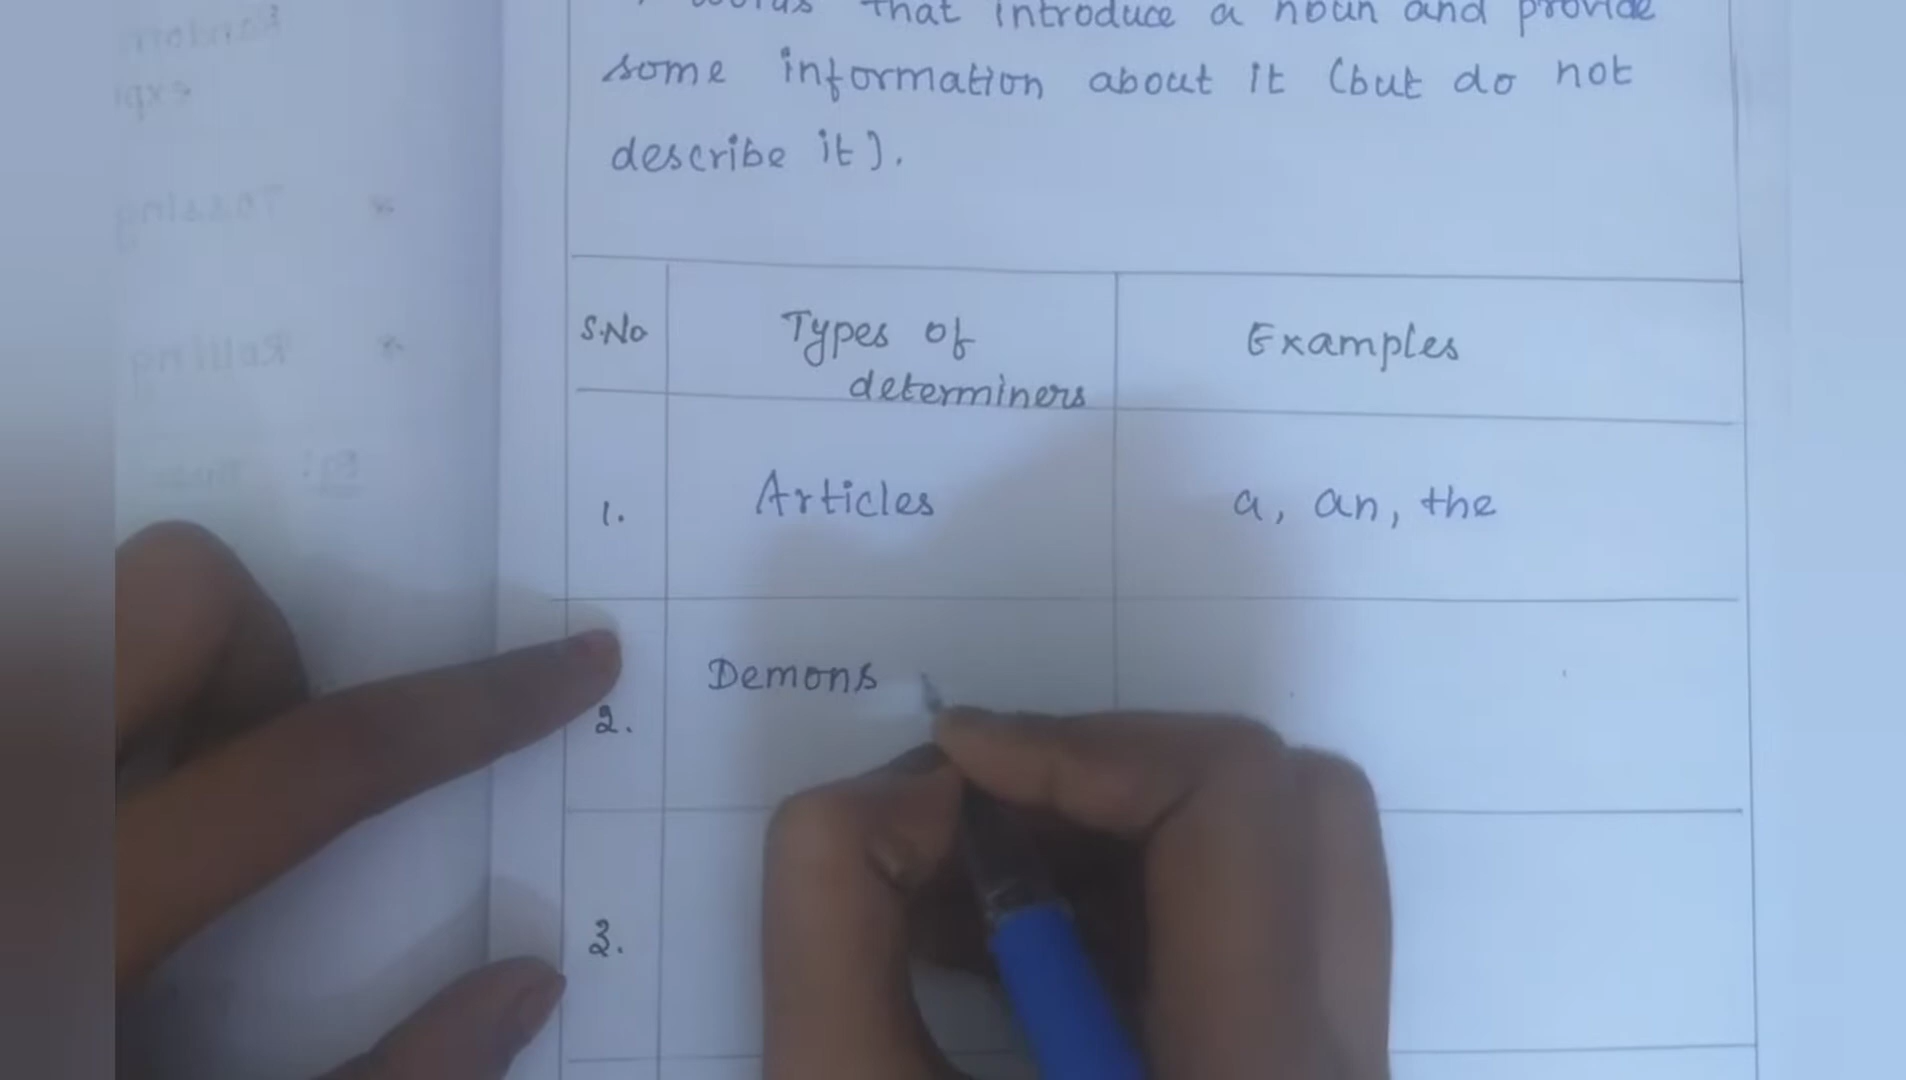 that introduce a noun and provide
some information about it (but do not
describe it).
S.No Types of determiners Examples
1. Articles a, an, the
2. Demons
3.